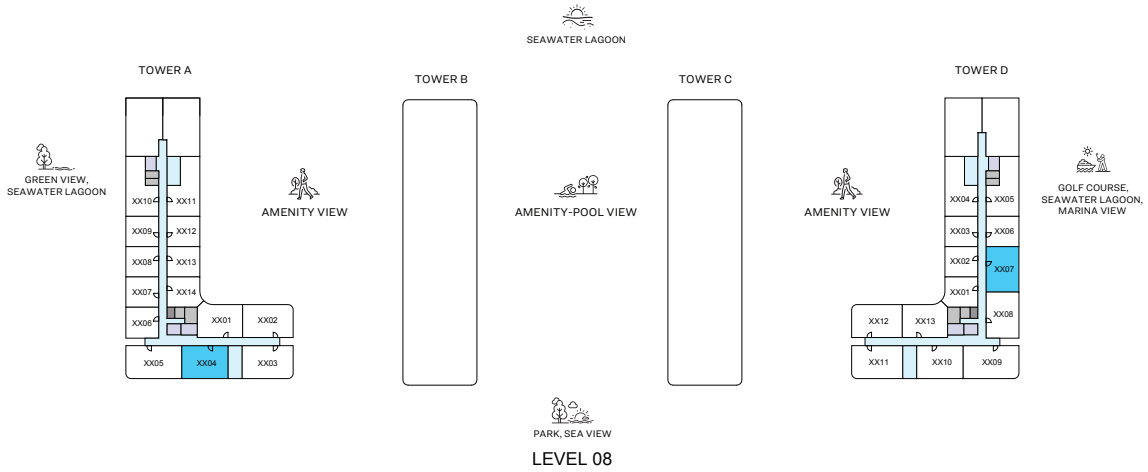 SEAWATER LAGOON
TOWER A
TOWER B
TOWER C
TOWER D
GREEN VIEW,
SEAWATER LAGOON
AMENITY VIEW
AMENITY-POOL VIEW
AMENITY VIEW
GOLF COURSE,
SEAWATER LAGOON,
MARINA VIEW
XX10 XX11
XX09 XX12
XX08 XX13
XX07 XX14
XX06 XX01 XX02
XX05 XX04 XX03
XX04 XX05
XX03 XX06
XX02 XX07
XX01
XX12 XX13 XX08
XX11 XX10 XX09
PARK, SEA VIEW
LEVEL 08